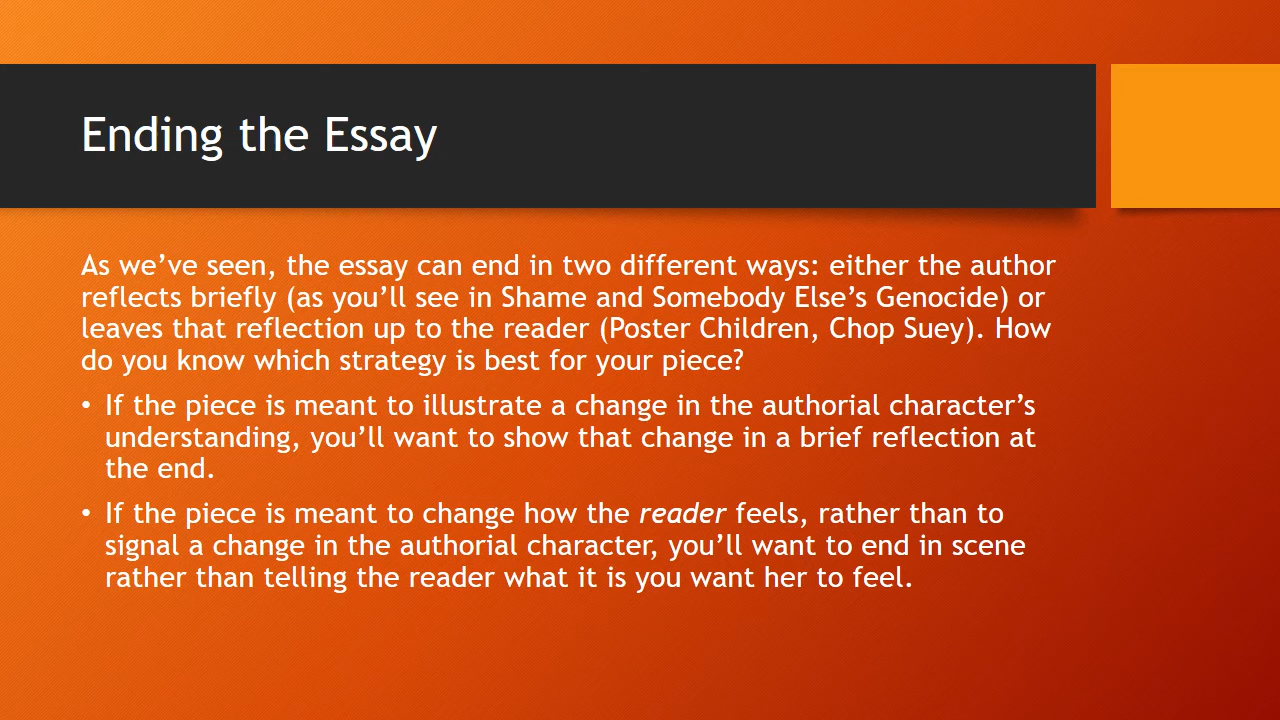 Ending the Essay
As we’ve seen, the essay can end in two different ways: either the author
reflects briefly (as you’ll see in Shame and Somebody Else’s Genocide) or
leaves that reflection up to the reader (Poster Children, Chop Suey). How
do you know which strategy is best for your piece?
• If the piece is meant to illustrate a change in the authorial character’s
understanding, you’ll want to show that change in a brief reflection at
the end.
• If the piece is meant to change how the reader feels, rather than to
signal a change in the authorial character, you’ll want to end in scene
rather than telling the reader what it is you want her to feel.